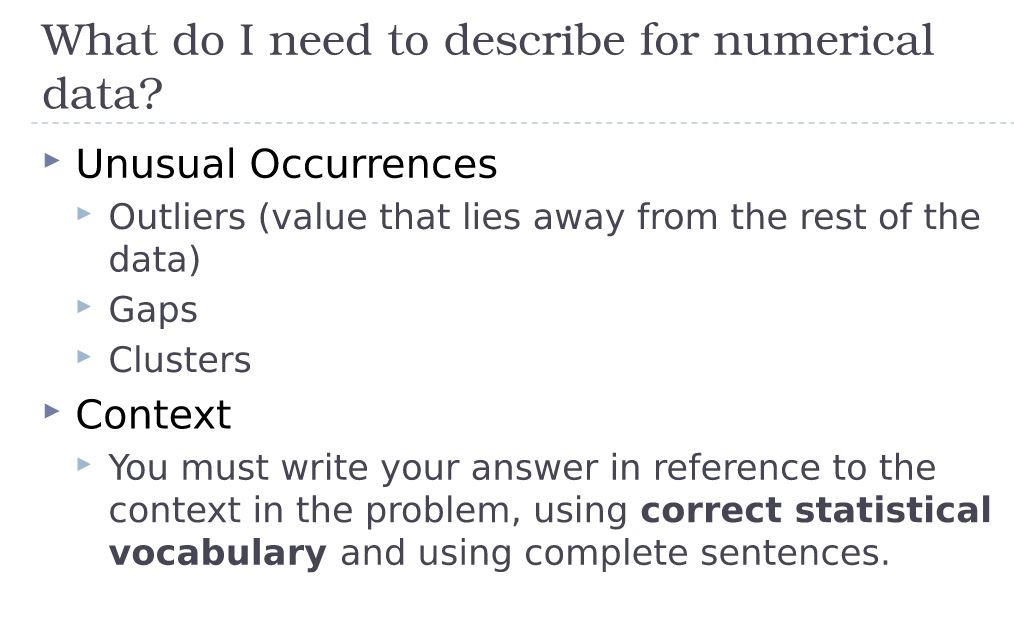 What do I need to describe for numerical
data?
Unusual Occurrences
Outliers (value that lies away from the rest of the
data)
Gaps
Clusters
Context
You must write your answer in reference to the
context in the problem, using correct statistical
vocabulary and using complete sentences.